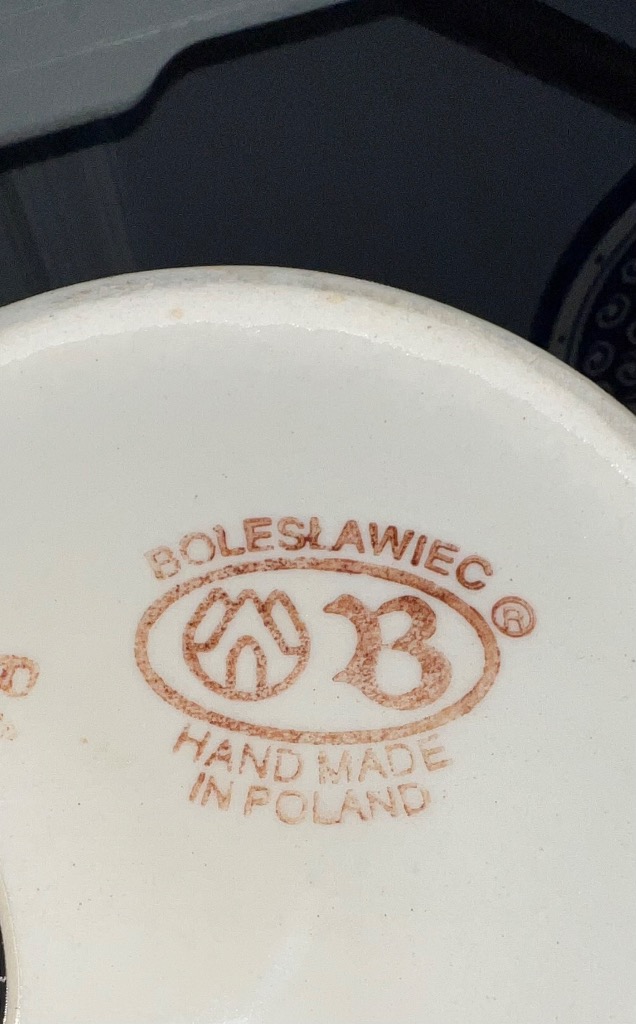 BOLESŁAWIEC
®
B
HAND MADE
IN POLAND